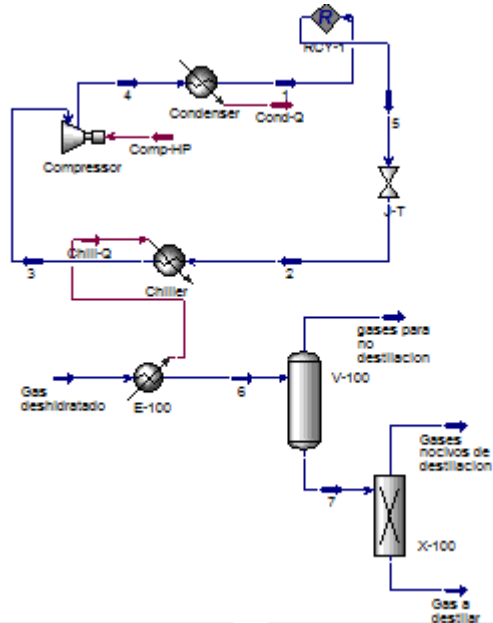 R
RCY-1
4
1
Condenser
Cond-Q
5
Comp-HP
Compressor
J-T
Chill-Q
3
2
Chiller
gases para
no
destilacion
Gas
deshidratado
E-100
6
V-100
Gases
nocivos de
destilacion
7
X-100
Gas a
destilar